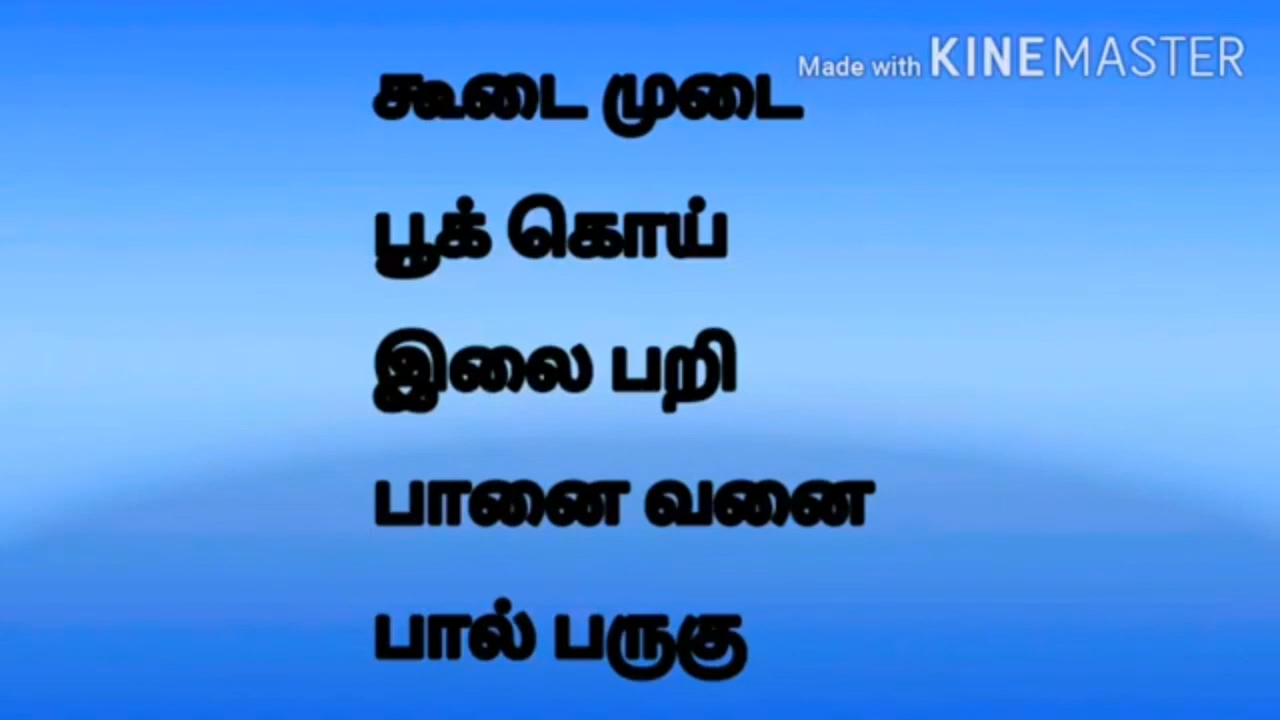 Made with KINEMASTER
கூடை முடை
பூக் கொய்
இலை பறி
பானை வனை
பால் பருகு